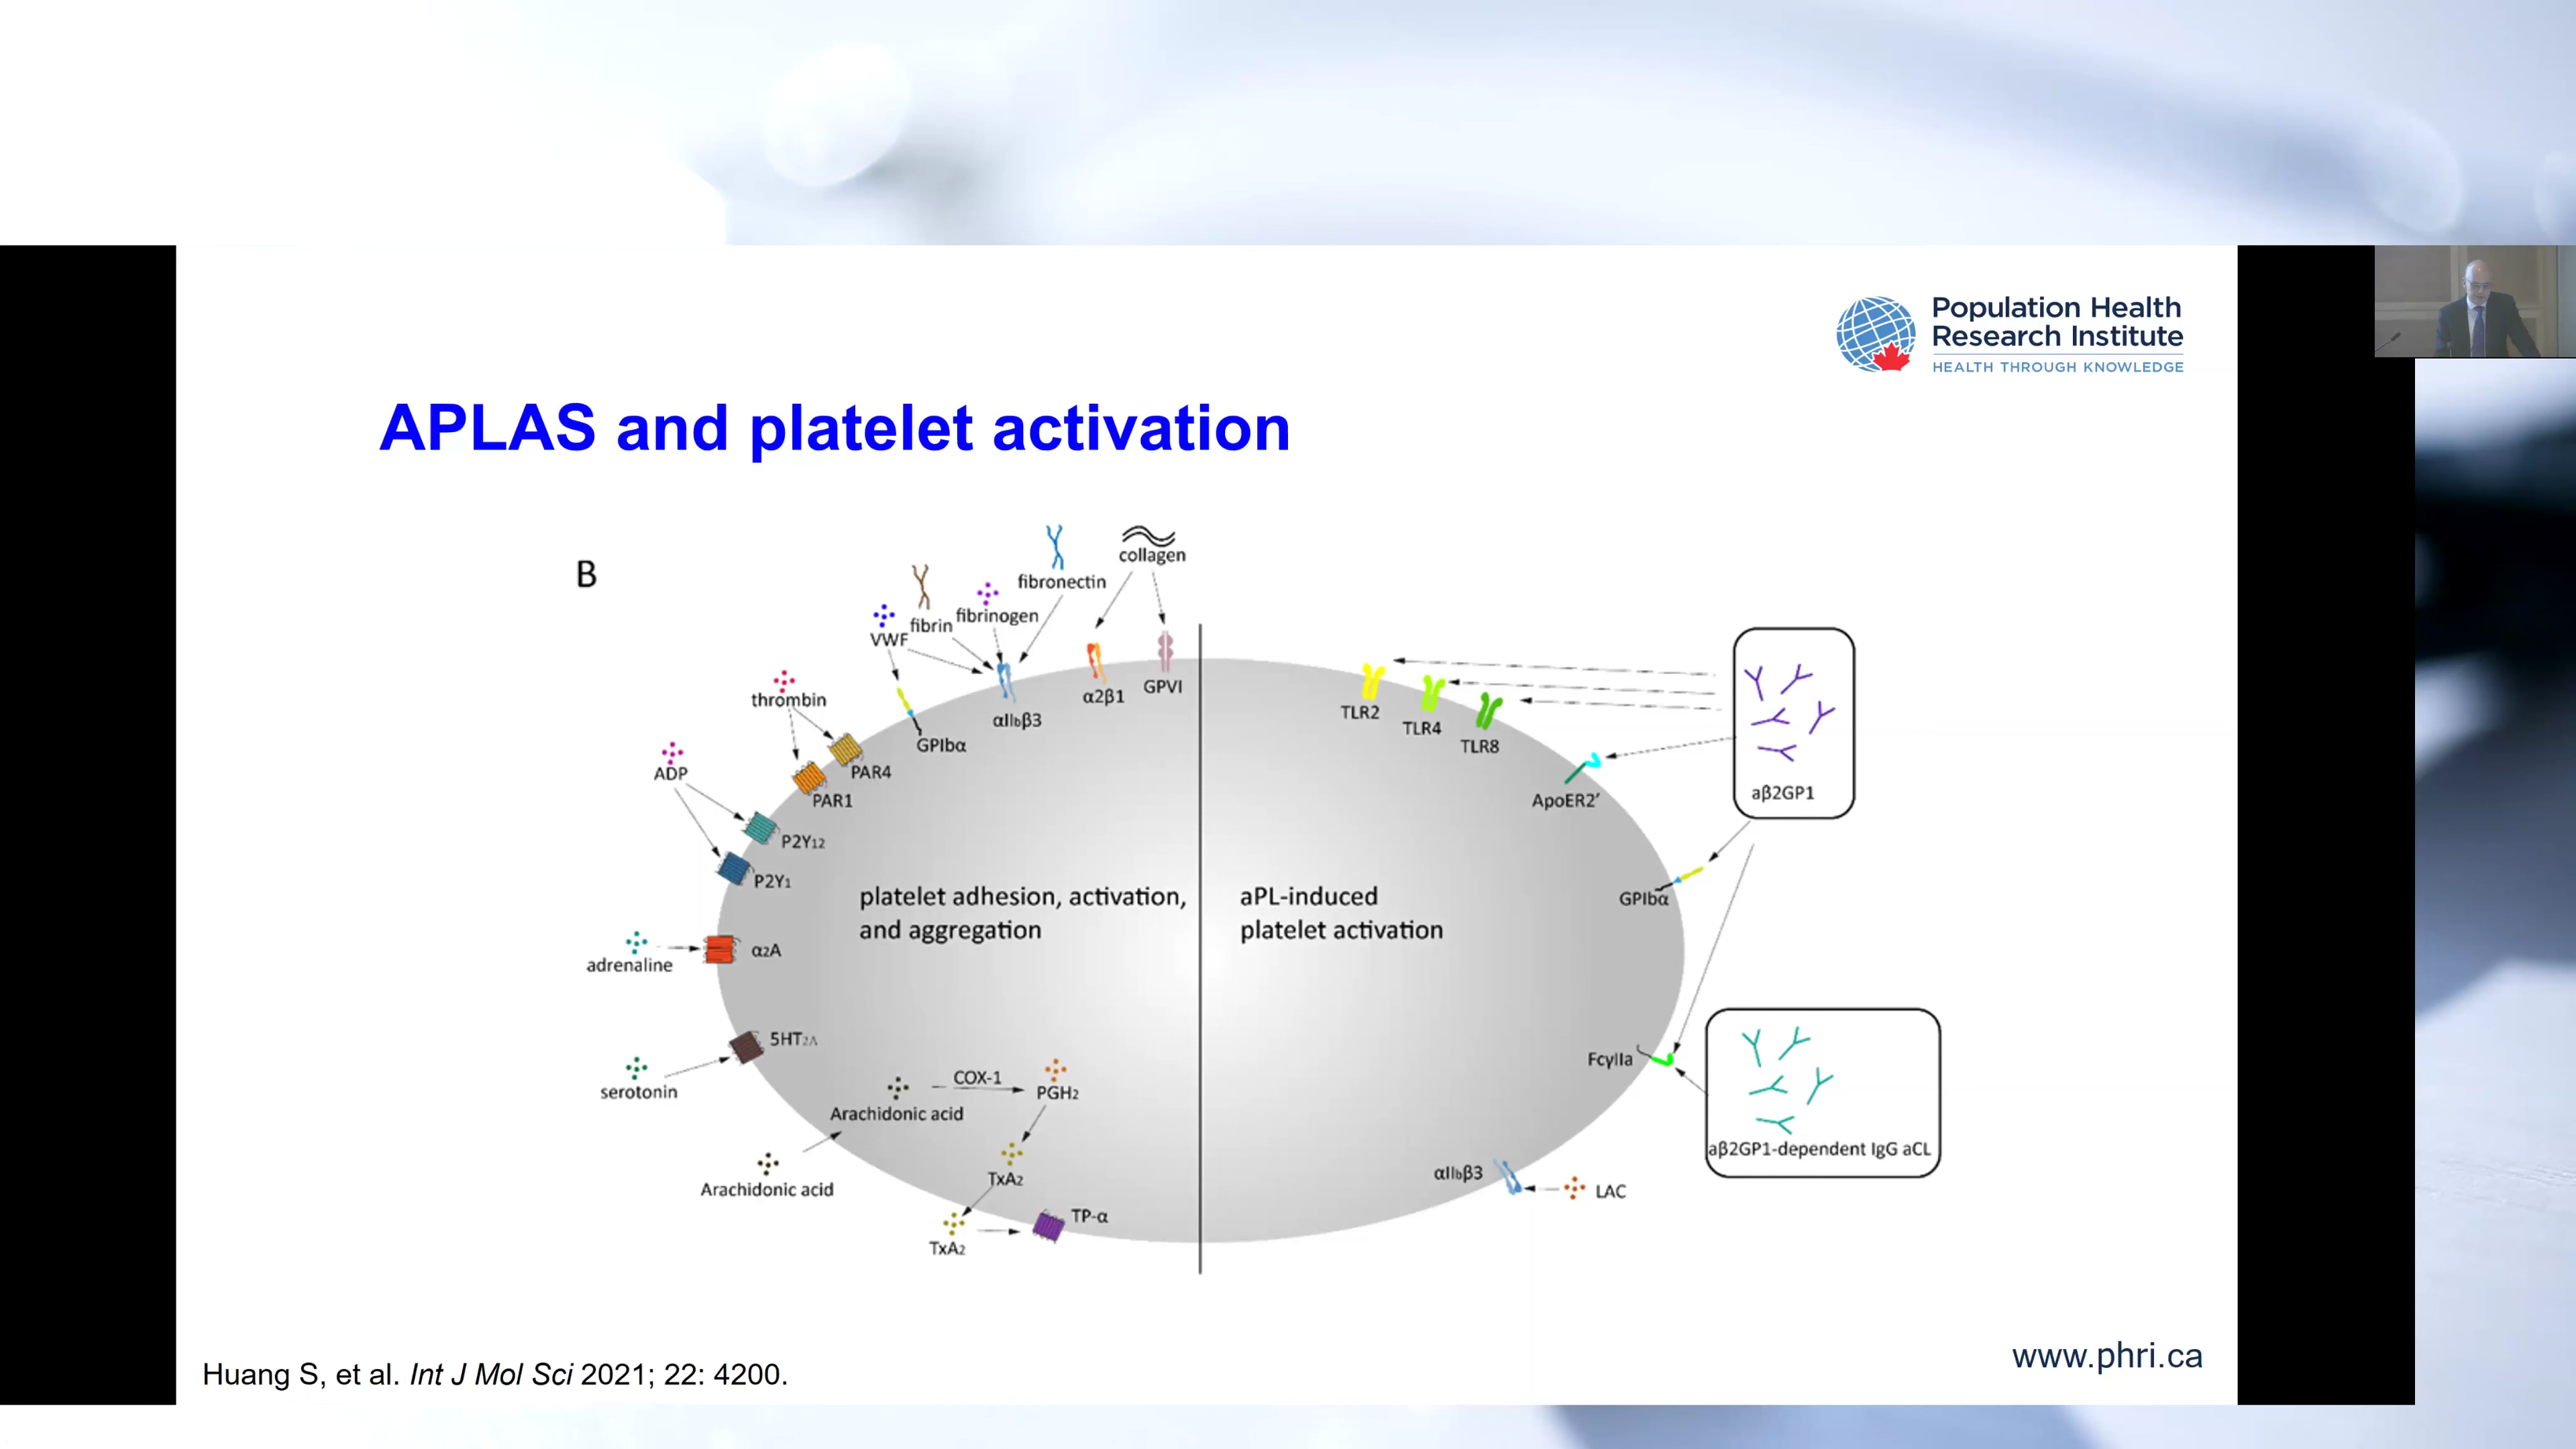 Population Health
Research Institute
HEALTH THROUGH KNOWLEDGE
APLAS and platelet activation
B
collagen
fibronectin
fibrinogen
fibrin
VWF
thrombin
ADP
GPVI
α2β1
αIIbβ3
GPIbα
PAR4
PAR1
P2Y12
P2Y1
adrenaline
α2A
serotonin
5HT2A
platelet adhesion, activation,
and aggregation
Arachidonic acid
COX-1
PGH2
Arachidonic acid
TxA2
TxA2
TP-α
aPL-induced
platelet activation
TLR2
TLR4
TLR8
ApoER2’
aβ2GP1
GPIbα
FcγIIa
aβ2GP1-dependent IgG aCL
αIIbβ3
LAC
Huang S, et al. Int J Mol Sci 2021; 22: 4200.
www.phri.ca